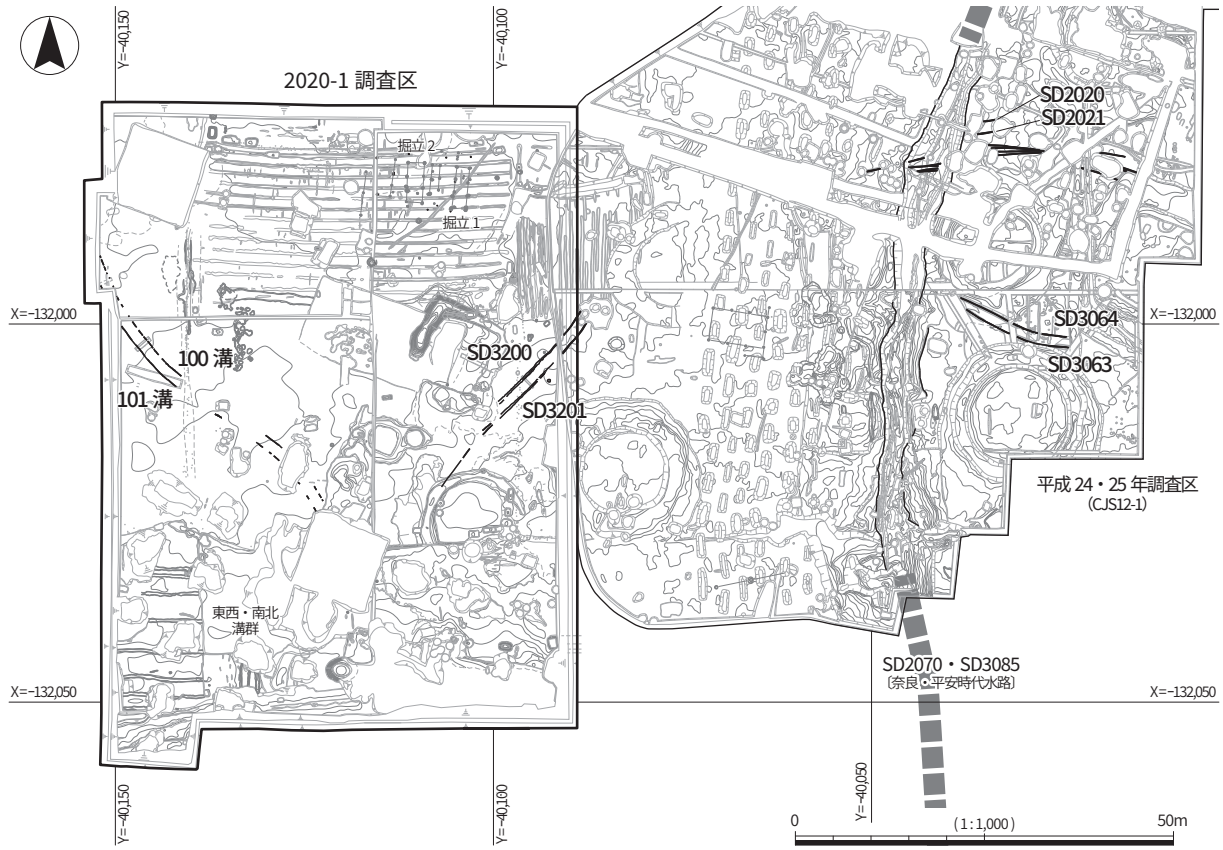 Y=-40,150
Y=-40,100
2020-1 調査区
SD2020
SD2021
掘立 2
掘立 1
X=-132,000
X=-132,000
SD3064
SD3063
100 溝
101 溝
SD3200
SD3201
平成 24・25 年調査区
(CJS12-1)
東西・南北
溝群
SD2070・SD3085
〔奈良・平安時代水路〕
X=-132,050
X=-132,050
Y=-40,150
Y=-40,100
Y=-40,050
0
(1:1,000)
50m